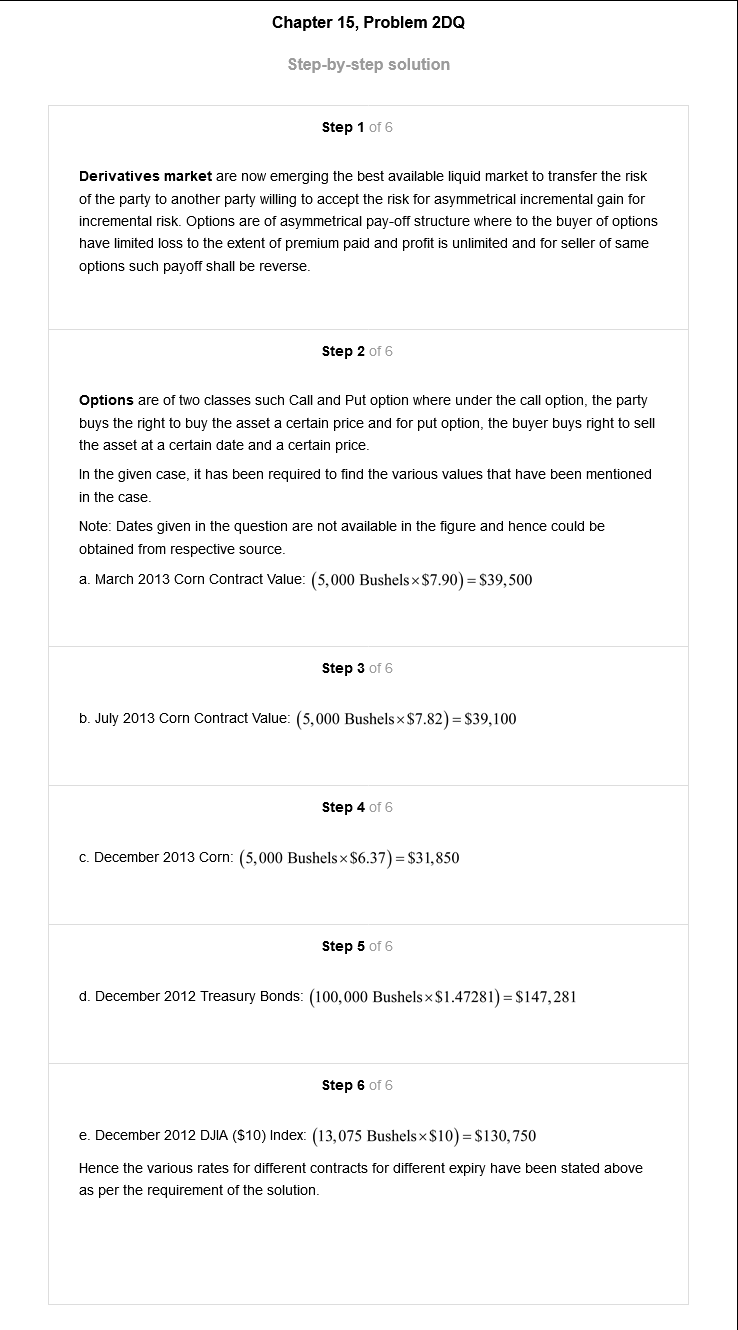 Chapter 15, Problem 2DQ
Step-by-step solution
Step 1 of 6
Derivatives market are now emerging the best available liquid market to transfer the risk
of the party to another party willing to accept the risk for asymmetrical incremental gain for
incremental risk. Options are of asymmetrical pay-off structure where to the buyer of options
have limited loss to the extent of premium paid and profit is unlimited and for seller of same
options such payoff shall be reverse.
Step 2 of 6
Options are of two classes such Call and Put option where under the call option, the party
buys the right to buy the asset a certain price and for put option, the buyer buys right to sell
the asset at a certain date and a certain price.
In the given case, it has been required to find the various values that have been mentioned
in the case.
Note: Dates given in the question are not available in the figure and hence could be
obtained from respective source.
a. March 2013 Corn Contract Value: (5,000 Bushels×$7.90)=$39,500
Step 3 of 6
b. July 2013 Corn Contract Value: (5,000 Bushels×$7.82)=$39,100
Step 4 of 6
c. December 2013 Corn: (5,000 Bushels×$6.37)=$31,850
Step 5 of 6
d. December 2012 Treasury Bonds: (100,000 Bushels×$1.47281)=$147,281
Step 6 of 6
e. December 2012 DJIA ($10) Index: (13,075 Bushels×$10)=$130,750
Hence the various rates for different contracts for different expiry have been stated above
as per the requirement of the solution.